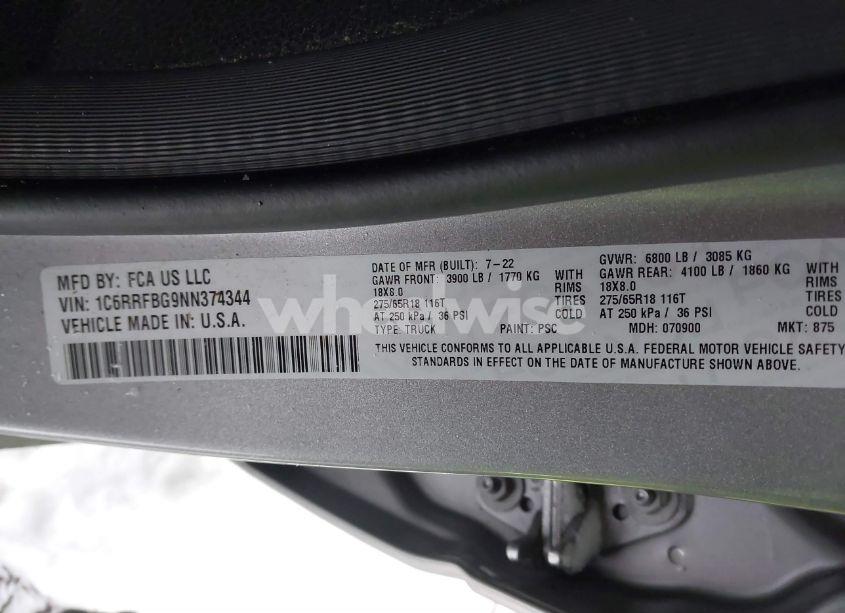 MFD BY: FCA US LLC
VIN: 1C6RRFBG9NN374344
VEHICLE MADE IN: U.S.A.
DATE OF MFR (BUILT): 7-22
GAWR FRONT: 3900 LB / 1770 KG WITH
18X8.0 RIMS
275/65R18 116T TIRES
AT 250 kPa / 36 PSI COLD
TYPE: TRUCK PAINT: PSC
GVWR: 6800 LB / 3085 KG
GAWR REAR: 4100 LB / 1860 KG WITH
18X8.0 RIMS
275/65R18 116T TIRES
AT 250 kPa / 36 PSI COLD
MDH: 070900 MKT: 875
THIS VEHICLE CONFORMS TO ALL APPLICABLE U.S.A. FEDERAL MOTOR VEHICLE SAFETY
STANDARDS IN EFFECT ON THE DATE OF MANUFACTURE SHOWN ABOVE.